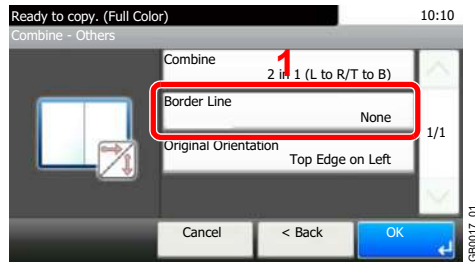 Ready to copy. (Full Color) 10:10
Combine - Others
Combine
2 in 1 (L to R/T to B)
1
Border Line
None
1/1
Original Orientation
Top Edge on Left
Cancel < Back OK
GB0017_01